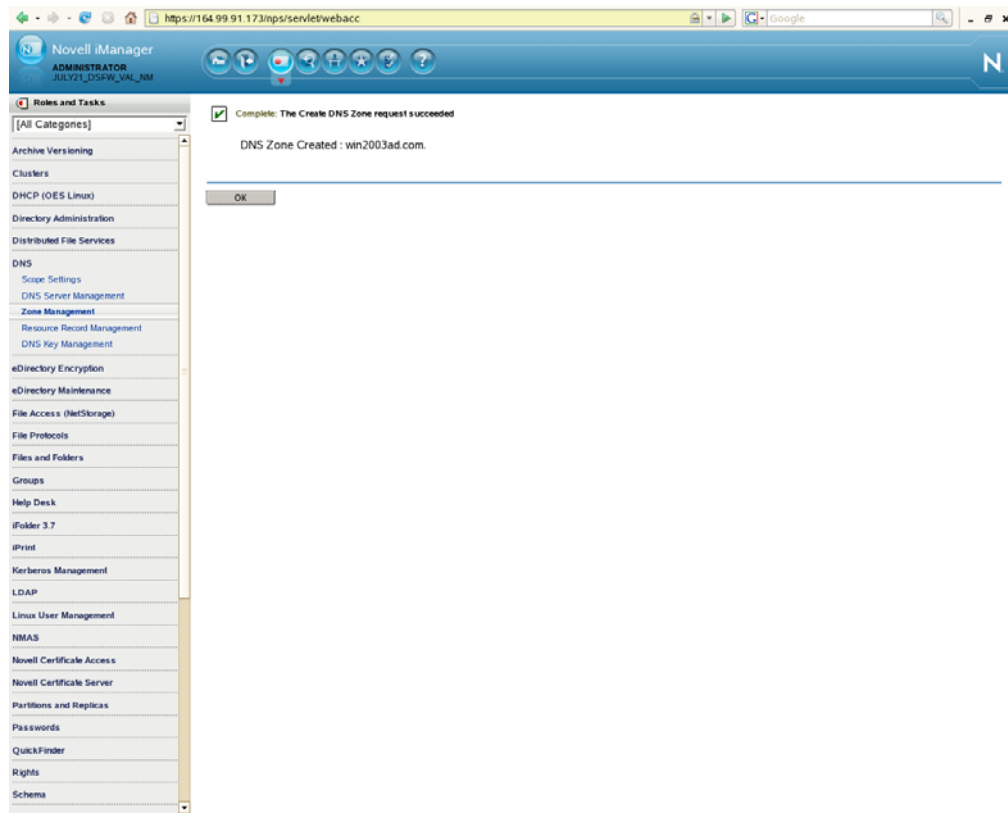 https://164.99.91.173/nps/servlet/webacc
G
Google
Novell iManager
ADMINISTRATOR
JULY21_DSFW_VAL_NM
N
Roles and Tasks
[All Categories]
Archive Versioning
Clusters
DHCP (OES Linux)
Directory Administration
Distributed File Services
DNS
Scope Settings
DNS Server Management
Zone Management
Resource Record Management
DNS Key Management
eDirectory Encryption
eDirectory Maintenance
File Access (NetStorage)
File Protocols
Files and Folders
Groups
Help Desk
iFolder 3.7
iPrint
Kerberos Management
LDAP
Linux User Management
NMAS
Novell Certificate Access
Novell Certificate Server
Partitions and Replicas
Passwords
QuickFinder
Rights
Schema
Complete: The Create DNS Zone request succeeded
DNS Zone Created : win2003ad.com.
OK